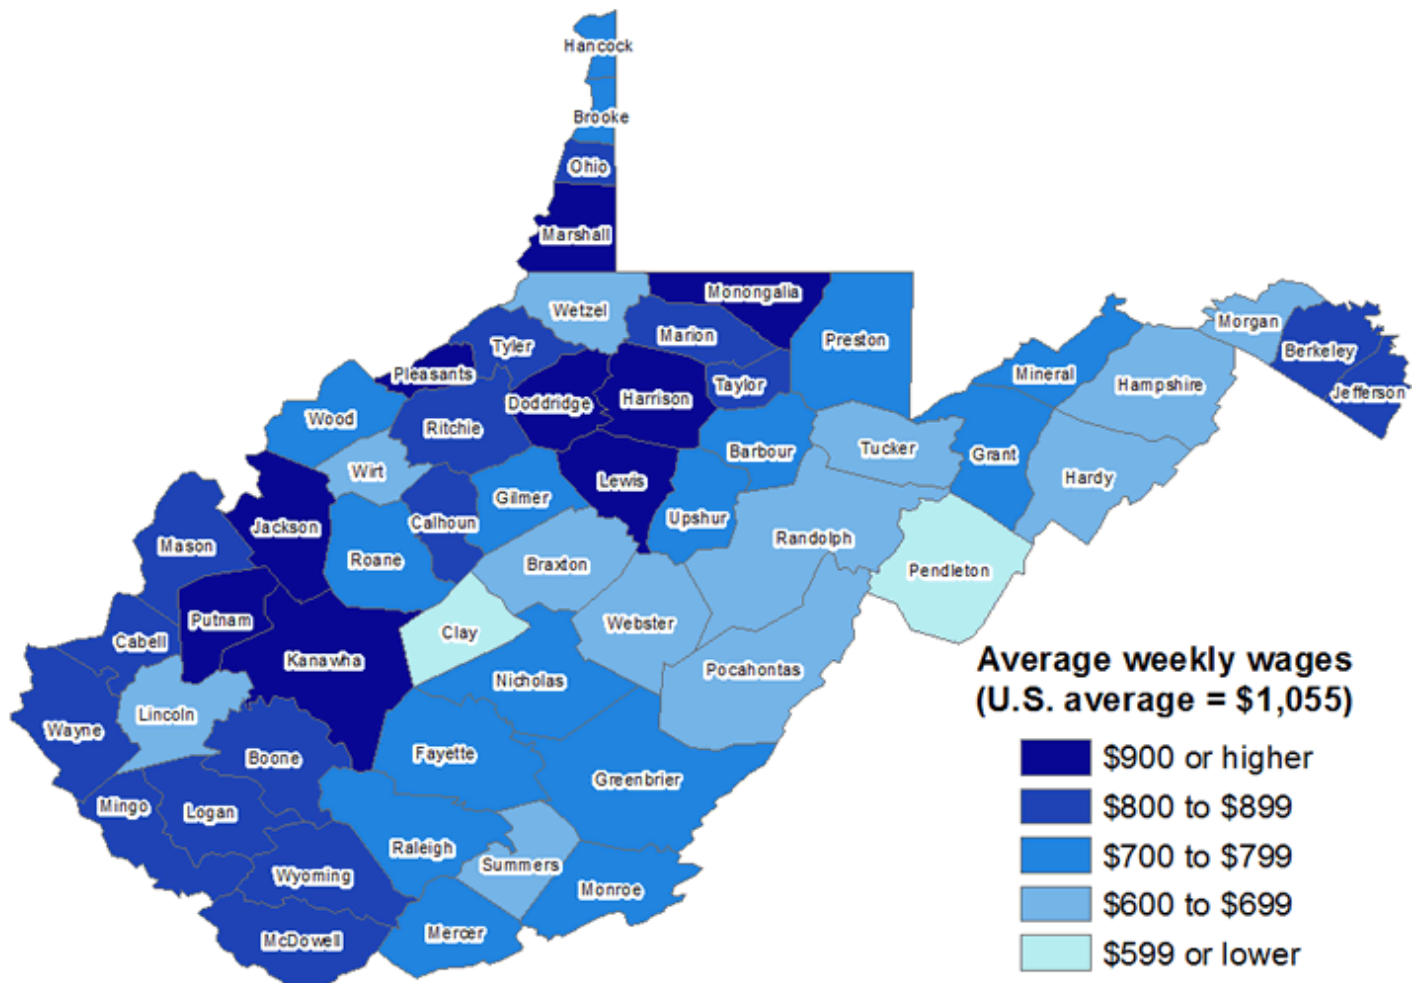 Hancock
Brooke
Ohio
Marshall
Wetzel
Monongalia
Marion
Preston
Tyler
Pleasants
Doddridge
Harrison
Taylor
Wood
Ritchie
Mineral
Hampshire
Morgan
Berkeley
Jefferson
Wirt
Barbour
Tucker
Grant
Hardy
Lewis
Gilmer
Upshur
Jackson
Calhoun
Mason
Roane
Randolph
Braxton
Pendleton
Putnam
Clay
Webster
Cabell
Kanawha
Pocahontas
Nicholas
Lincoln
Wayne
Boone
Fayette
Greenbrier
Mingo
Logan
Raleigh
Summers
Wyoming
Monroe
Mercer
McDowell
Average weekly wages
(U.S. average = $1,055)
$900 or higher
$800 to $899
$700 to $799
$600 to $699
$599 or lower